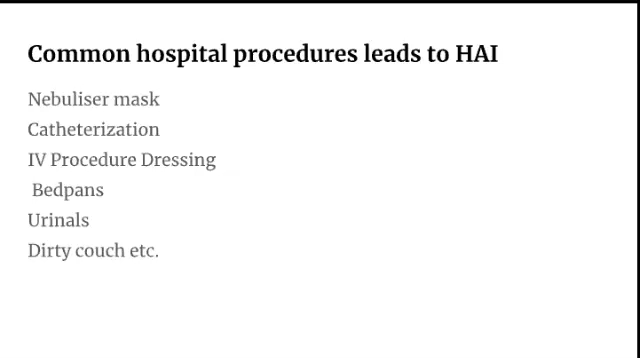 Common hospital procedures leads to HAI
Nebuliser mask
Catheterization
IV Procedure Dressing
Bedpans
Urinals
Dirty couch etc.